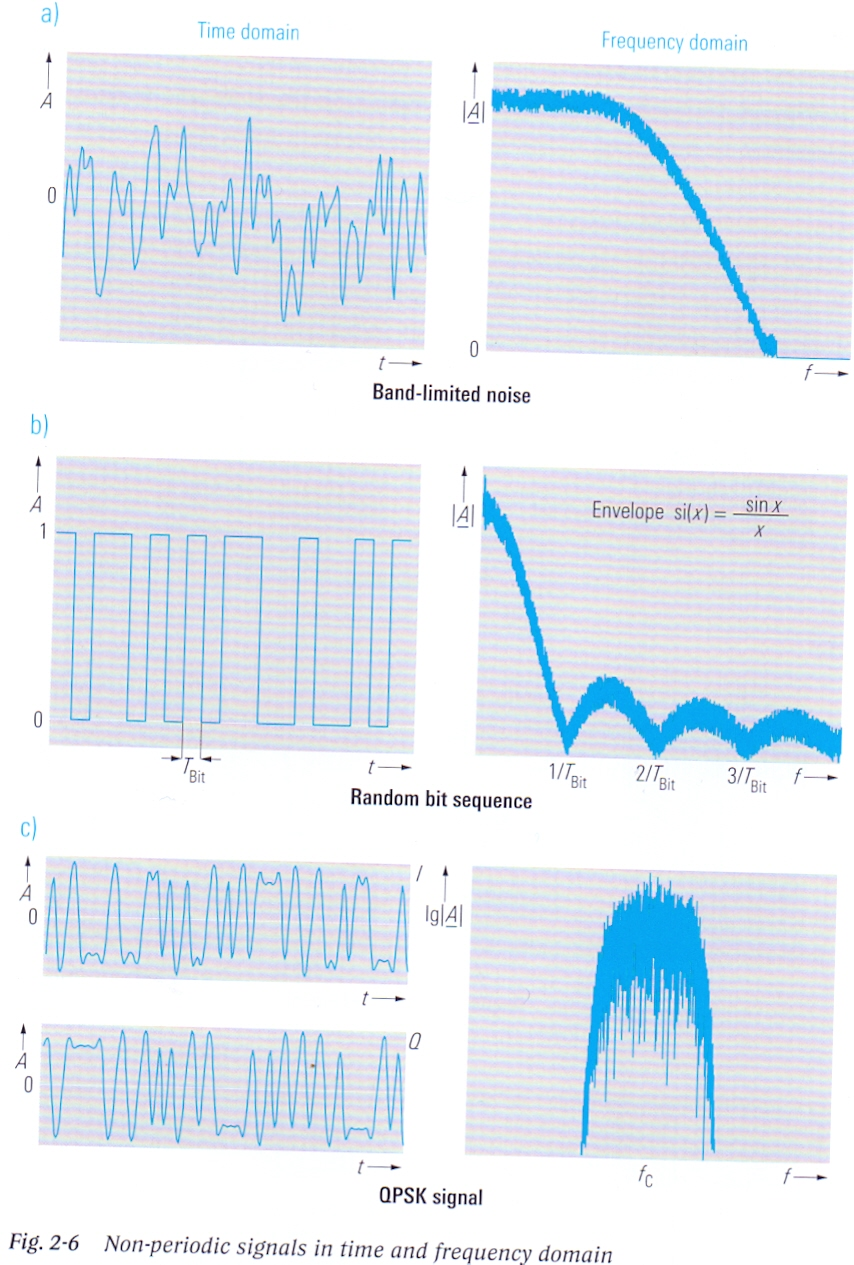 a)
Time domain
Frequency domain
A
0
t
|A|
0
f
Band-limited noise
b)
A
1
0
T_Bit
t
|A|
Envelope si(x) = sin x / x
1/T_Bit
2/T_Bit
3/T_Bit
f
Random bit sequence
c)
A
0
I
t
A
0
Q
t
lg|A|
f_C
f
QPSK signal
Fig. 2-6 Non-periodic signals in time and frequency domain